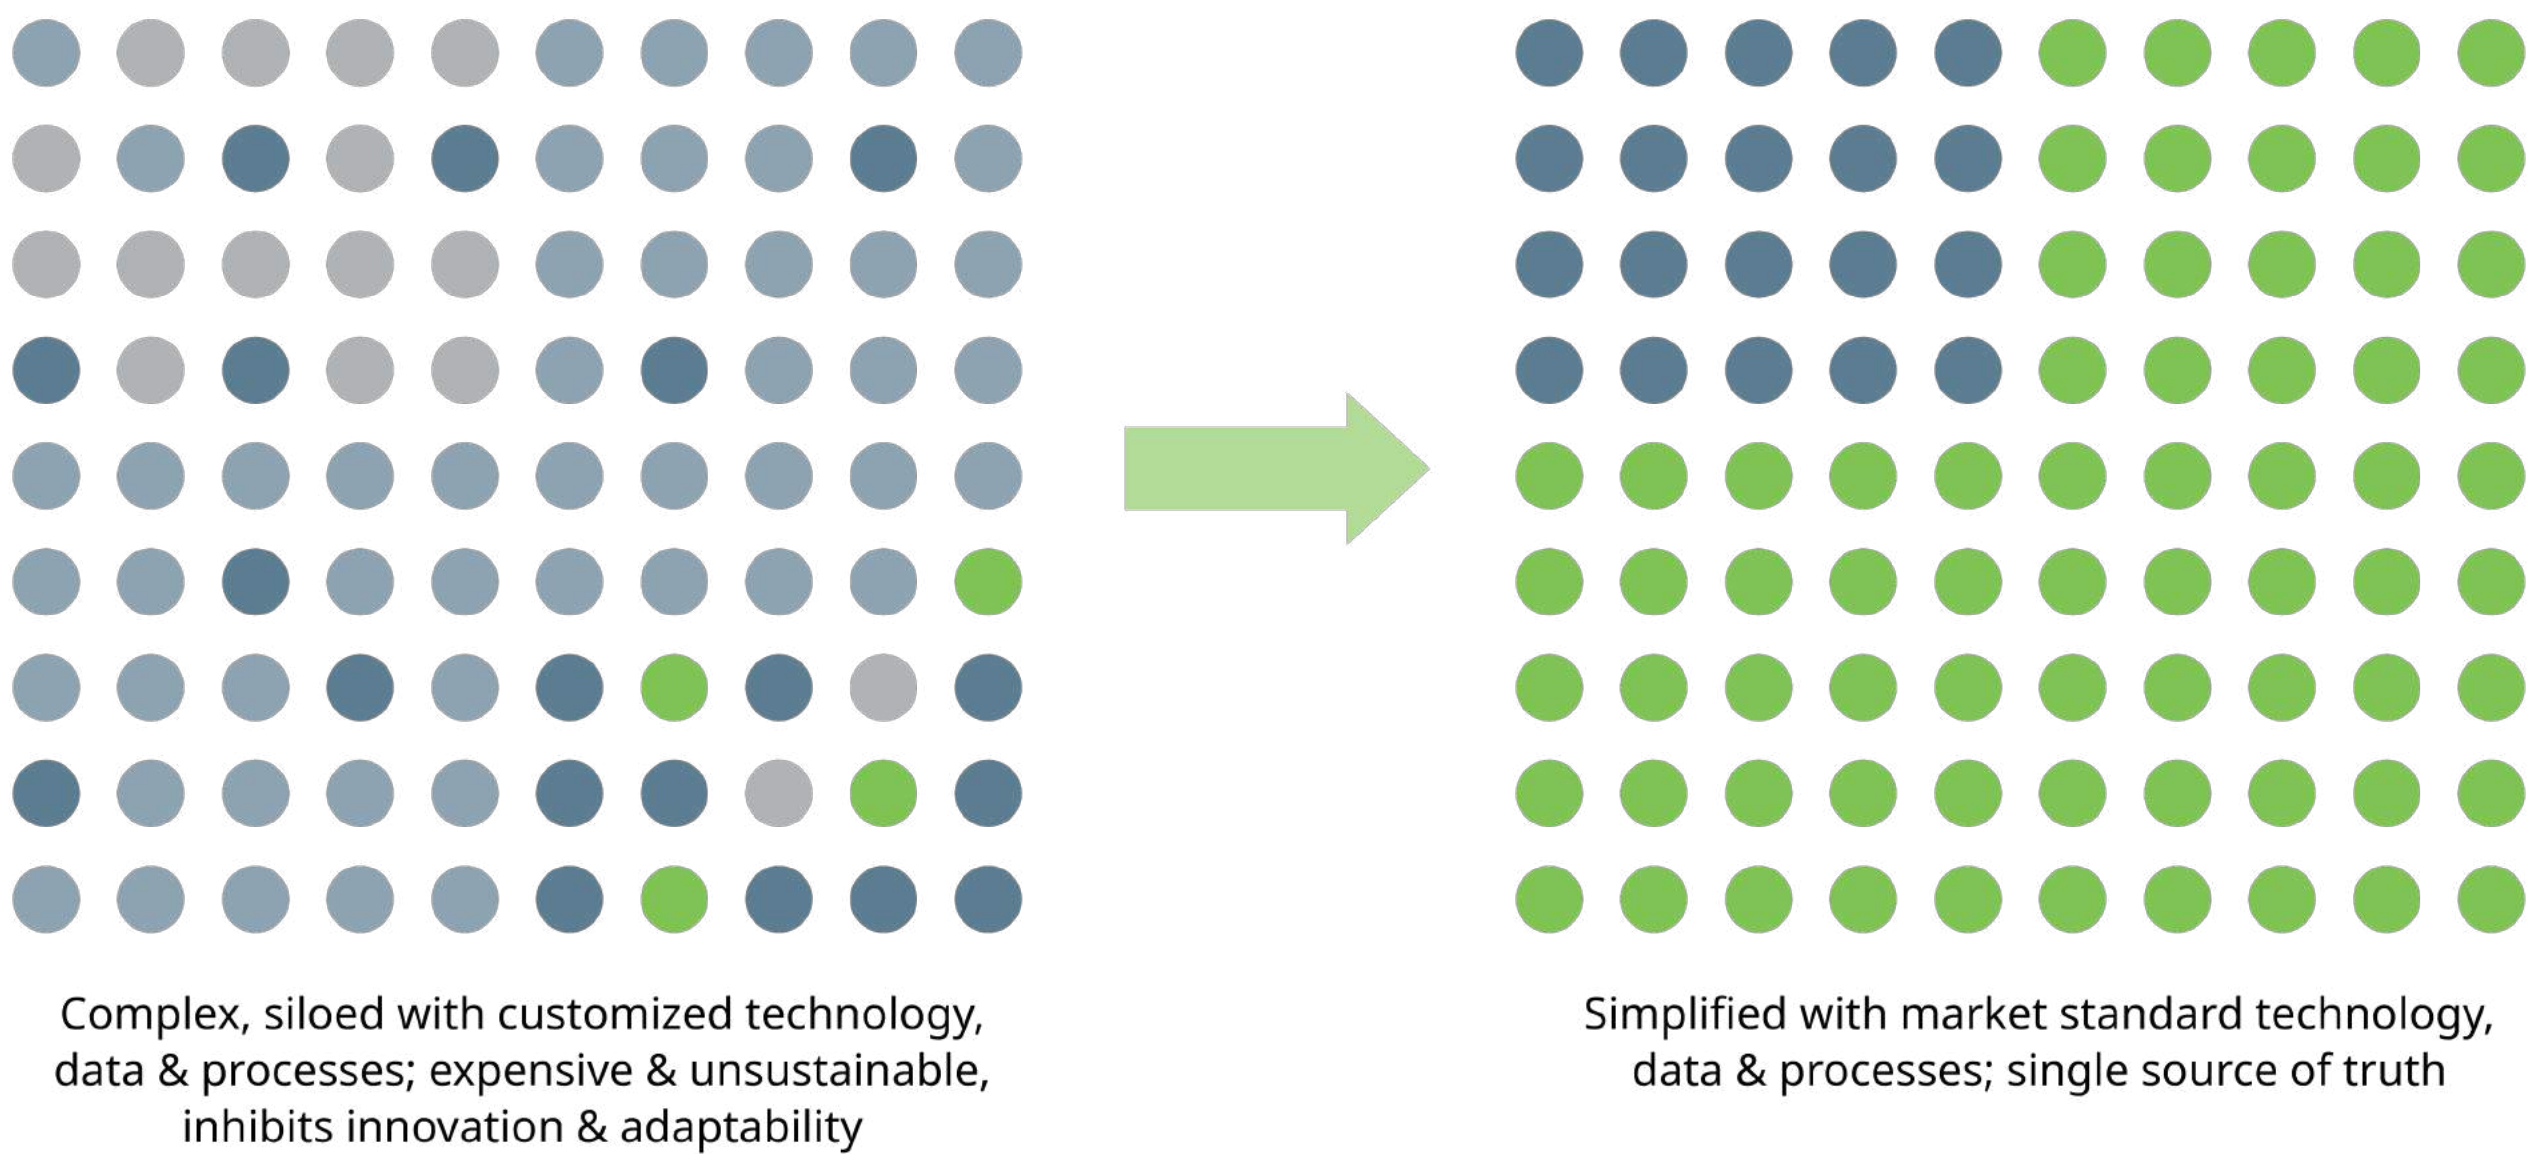 Complex, siloed with customized technology,
data & processes; expensive & unsustainable,
inhibits innovation & adaptability
Simplified with market standard technology,
data & processes; single source of truth